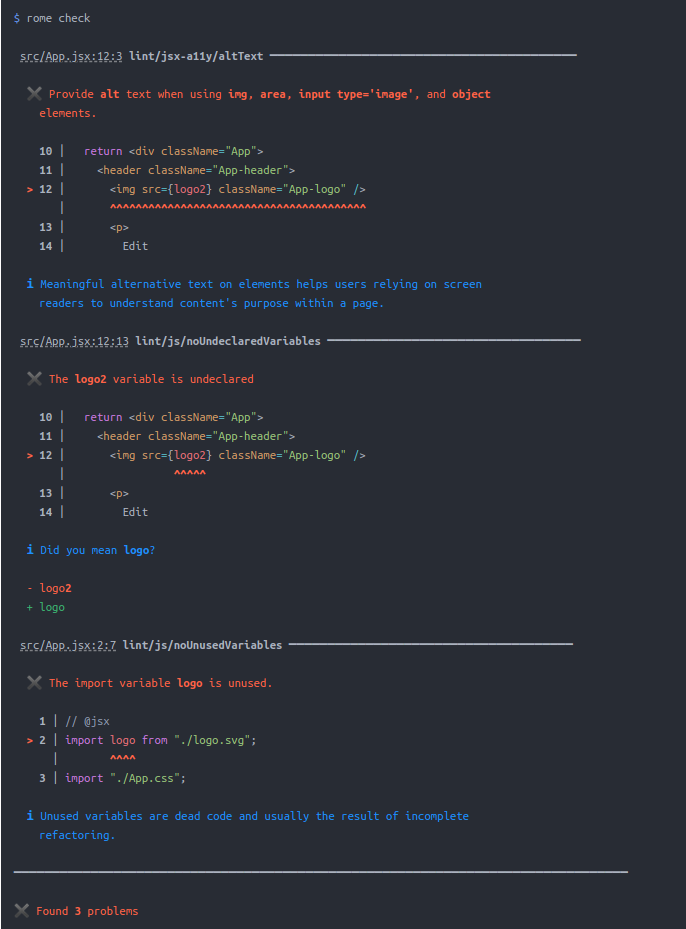 $ rome check
src/App.jsx:12:3 lint/jsx-a11y/altText
✖ Provide alt text when using img, area, input type='image', and object
elements.
10 │ return <div className="App">
11 │ <header className="App-header">
> 12 │ <img src={logo2} className="App-logo" />
│ ^^^^^^^^^^^^^^^^^^^^^^^^^^^^^^^^^^^^^^^^
13 │ <p>
14 │ Edit
ℹ Meaningful alternative text on elements helps users relying on screen
readers to understand content's purpose within a page.
src/App.jsx:12:13 lint/js/noUndeclaredVariables
✖ The logo2 variable is undeclared
10 │ return <div className="App">
11 │ <header className="App-header">
> 12 │ <img src={logo2} className="App-logo" />
│ ^^^^^
13 │ <p>
14 │ Edit
ℹ Did you mean logo?
- logo2
+ logo
src/App.jsx:2:7 lint/js/noUnusedVariables
✖ The import variable logo is unused.
1 │ // @jsx
> 2 │ import logo from "./logo.svg";
│ ^^^^
3 │ import "./App.css";
ℹ Unused variables are dead code and usually the result of incomplete
refactoring.
✖ Found 3 problems